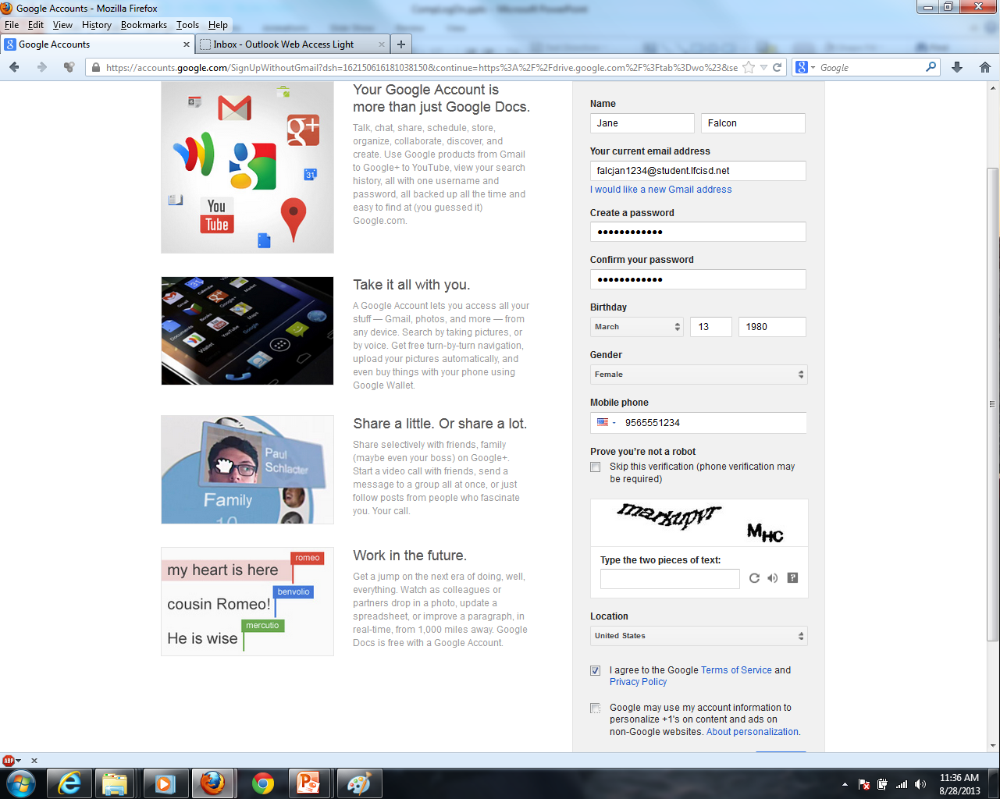 Google Accounts - Mozilla Firefox
File Edit View History Bookmarks Tools Help
Google Accounts
Inbox - Outlook Web Access Light
https://accounts.google.com/SignUpWithoutGmail?dsh=162150616181038150&continue=https%3A%2F%2Fdrive.google.com%2F%3Ftab%3Dwo%23&se
Google
Your Google Account is
more than just Google Docs.
Talk, chat, share, schedule, store,
organize, collaborate, discover, and
create. Use Google products from Gmail
to Google+ to YouTube, view your search
history, all with one username and
password, all backed up all the time and
easy to find at (you guessed it)
Google.com.
g+
31
You
Tube
Take it all with you.
A Google Account lets you access all your
stuff — Gmail, photos, and more — from
any device. Search by taking pictures, or
by voice. Get free turn-by-turn navigation,
upload your pictures automatically, and
even buy things with your phone using
Google Wallet.
Share a little. Or share a lot.
Share selectively with friends, family
(maybe even your boss) on Google+.
Start a video call with friends, send a
message to a group all at once, or just
follow posts from people who fascinate
you. Your call.
Paul
Schlacter
Family
10
Work in the future.
Get a jump on the next era of doing, well,
everything. Watch as colleagues or
partners drop in a photo, update a
spreadsheet, or improve a paragraph, in
real-time, from 1,000 miles away. Google
Docs is free with a Google Account.
romeo
my heart is here
benvolio
cousin Romeo!
mercutio
He is wise
Name
Jane Falcon
Your current email address
falcjan1234@student.lfcisd.net
I would like a new Gmail address
Create a password
Confirm your password
Birthday
March 13 1980
Gender
Female
Mobile phone
9565551234
Prove you're not a robot
Skip this verification (phone verification may
be required)
markupvr MHC
Type the two pieces of text:
Location
United States
I agree to the Google Terms of Service and
Privacy Policy
Google may use my account information to
personalize +1's on content and ads on
non-Google websites. About personalization.
ABP
11:36 AM
8/28/2013